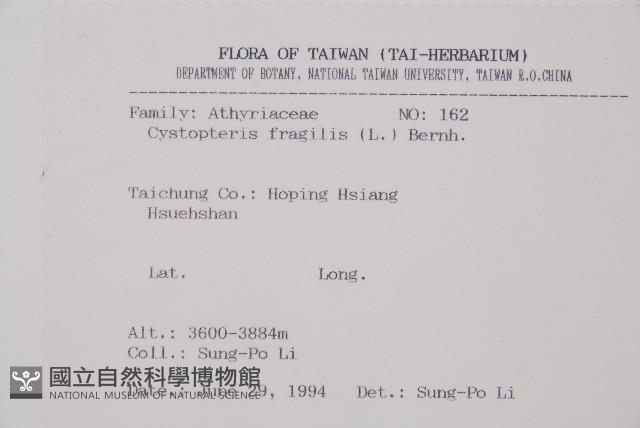 FLORA OF TAIWAN (TAI-HERBARIUM)
DEPARTMENT OF BOTANY, NATIONAL TAIWAN UNIVERSITY, TAIWAN R.O.CHINA
Family: Athyriaceae NO: 162
Cystopteris fragilis (L.) Bernh.
Taichung Co.: Hoping Hsiang
Hsuehshan
Lat. Long.
Alt.: 3600-3884m
Coll.: Sung-Po Li
Date.: June 29, 1994 Det.: Sung-Po Li
國立自然科學博物館
NATIONAL MUSEUM OF NATURAL SCIENCE